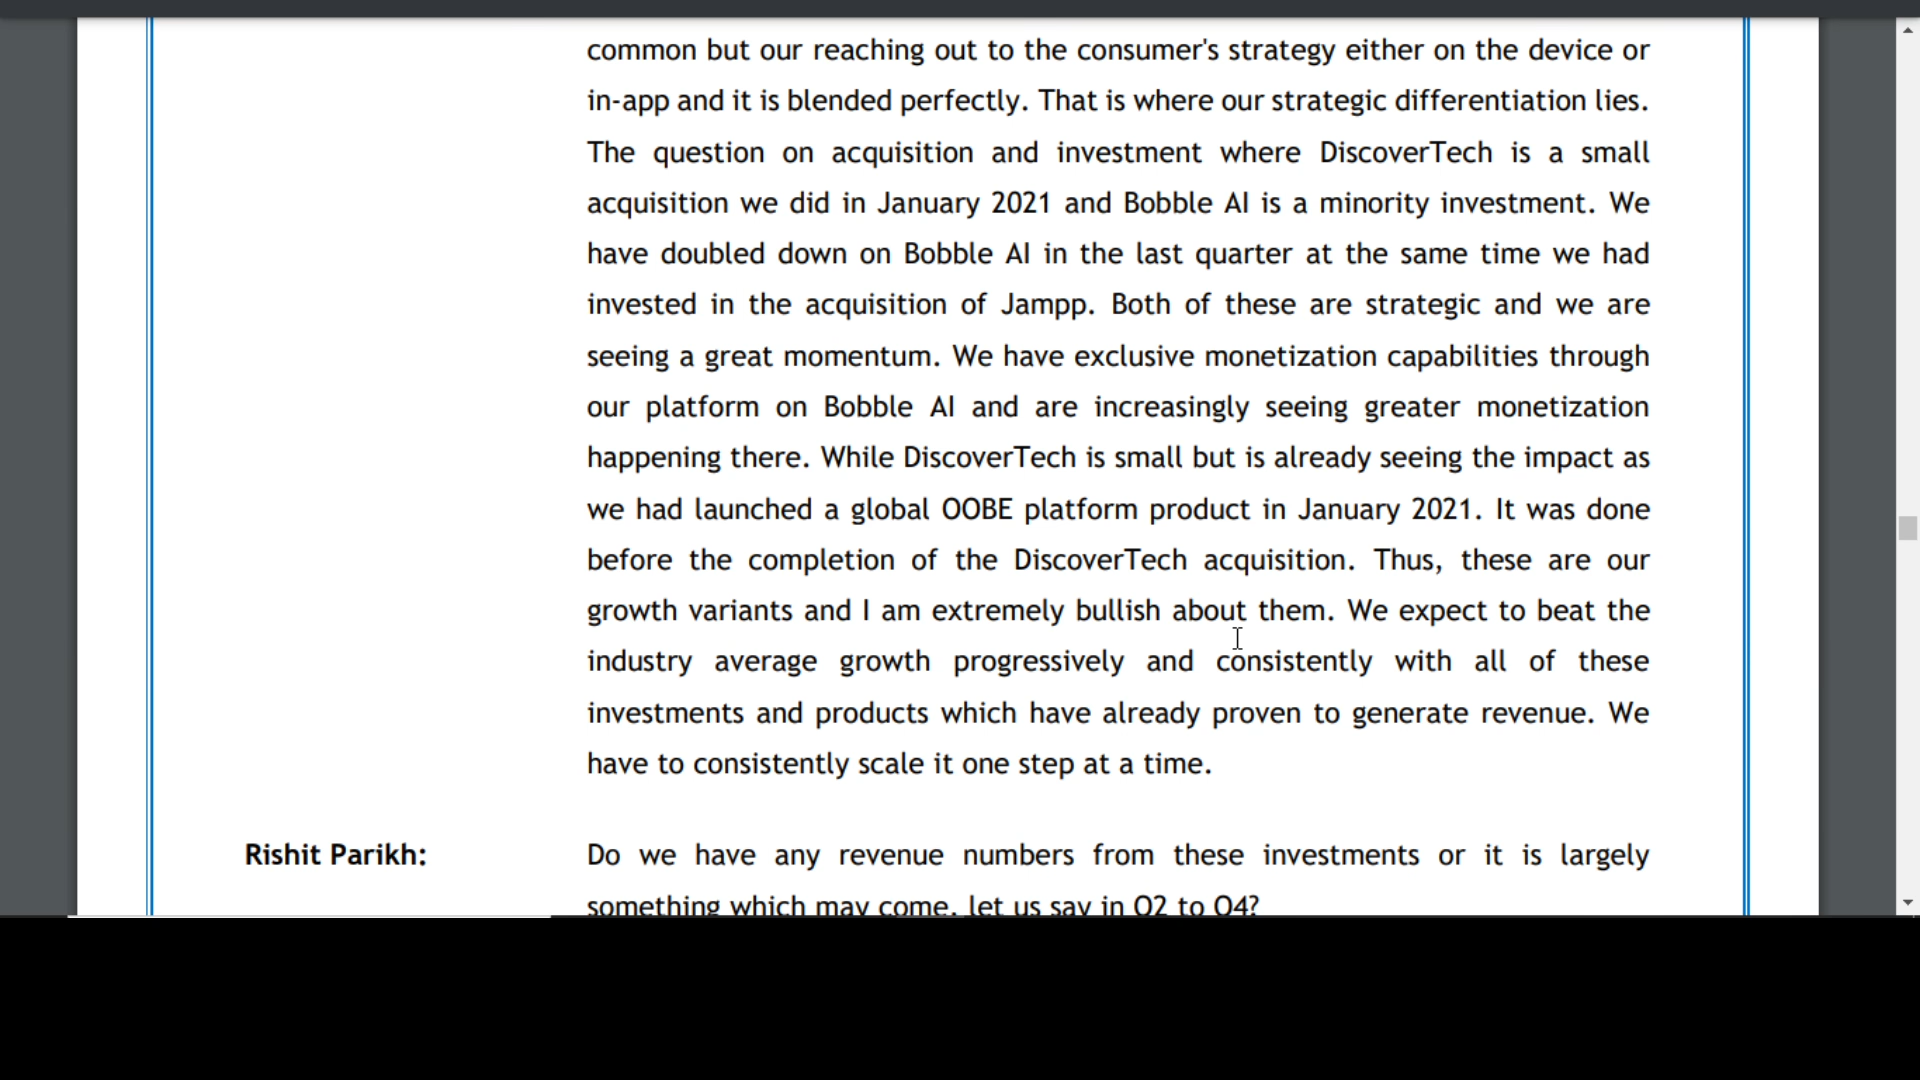 common but our reaching out to the consumer's strategy either on the device or
in-app and it is blended perfectly. That is where our strategic differentiation lies.
The question on acquisition and investment where DiscoverTech is a small
acquisition we did in January 2021 and Bobble AI is a minority investment. We
have doubled down on Bobble AI in the last quarter at the same time we had
invested in the acquisition of Jampp. Both of these are strategic and we are
seeing a great momentum. We have exclusive monetization capabilities through
our platform on Bobble AI and are increasingly seeing greater monetization
happening there. While DiscoverTech is small but is already seeing the impact as
we had launched a global OOBE platform product in January 2021. It was done
before the completion of the DiscoverTech acquisition. Thus, these are our
growth variants and I am extremely bullish about them. We expect to beat the
industry average growth progressively and consistently with all of these
investments and products which have already proven to generate revenue. We
have to consistently scale it one step at a time.
Rishit Parikh: Do we have any revenue numbers from these investments or it is largely
something which may come, let us say in Q2 to Q4?